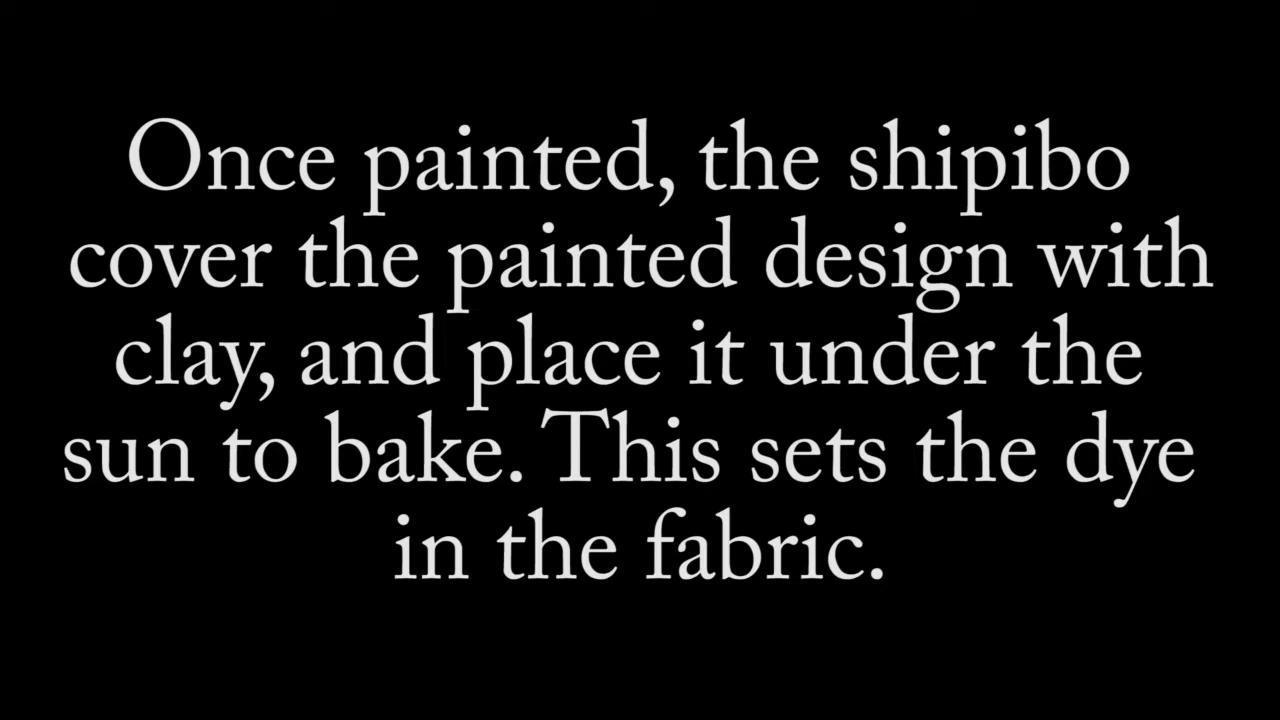 Once painted, the shipibo
cover the painted design with
clay, and place it under the
sun to bake. This sets the dye
in the fabric.